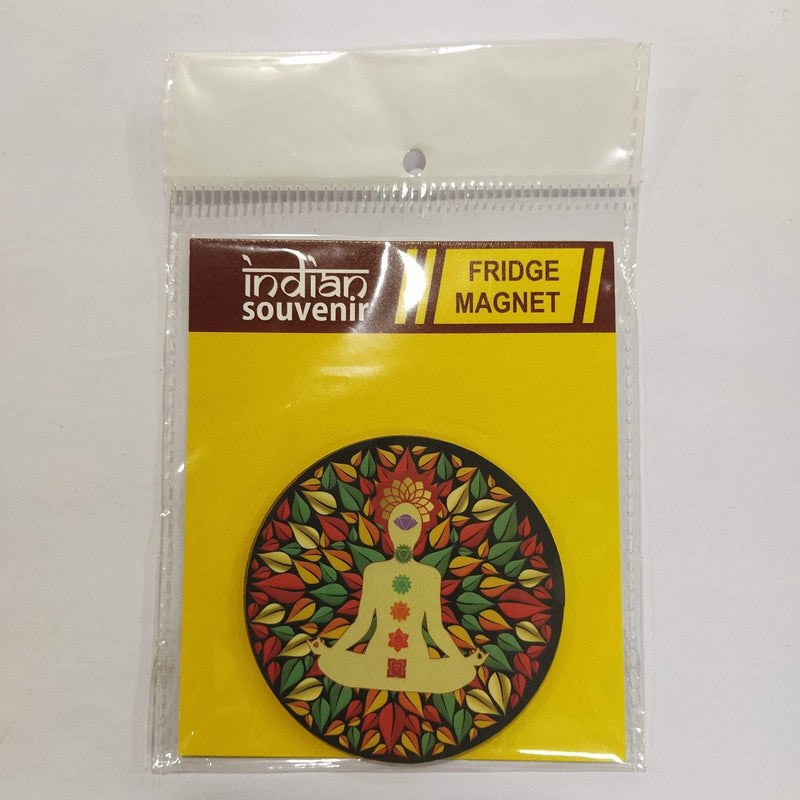 indian
souvenir
FRIDGE
MAGNET